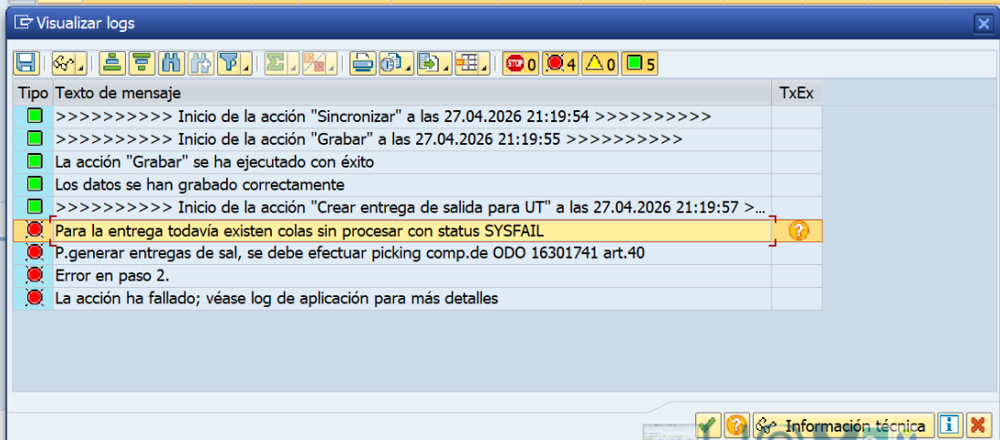 Visualizar logs
STOP 0 4 0 5
Tipo Texto de mensaje TxEx
>>>>>>>>>> Inicio de la acción "Sincronizar" a las 27.04.2026 21:19:54 >>>>>>>>>>
>>>>>>>>>> Inicio de la acción "Grabar" a las 27.04.2026 21:19:55 >>>>>>>>>>
La acción "Grabar" se ha ejecutado con éxito
Los datos se han grabado correctamente
>>>>>>>>>> Inicio de la acción "Crear entrega de salida para UT" a las 27.04.2026 21:19:57 >...
Para la entrega todavía existen colas sin procesar con status SYSFAIL
P.generar entregas de sal, se debe efectuar picking comp.de ODO 16301741 art.40
Error en paso 2.
La acción ha fallado; véase log de aplicación para más detalles
Información técnica